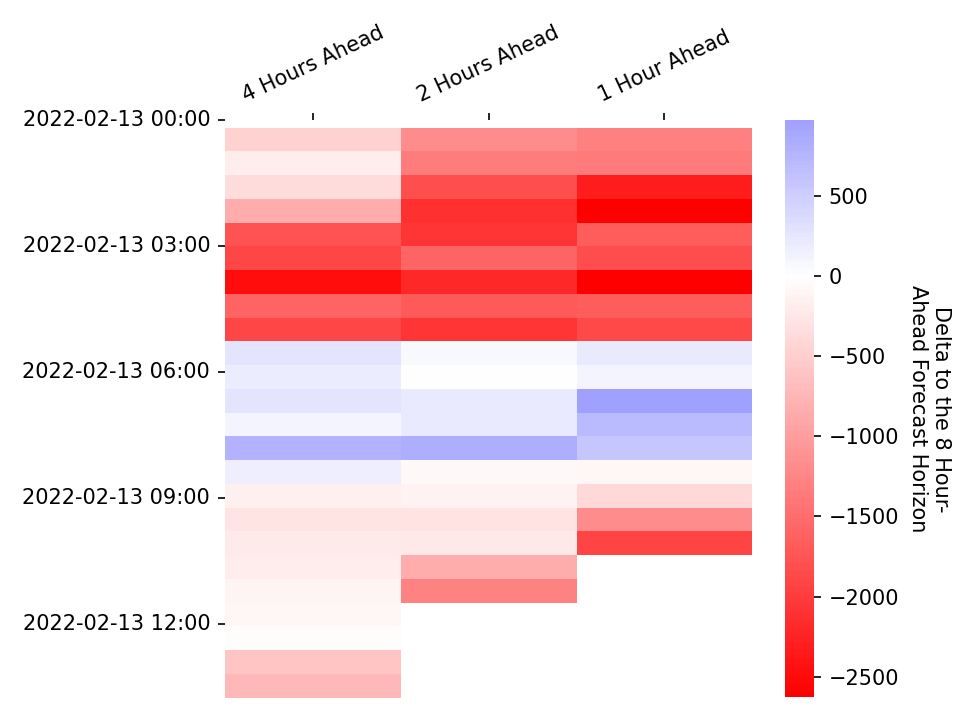 4 Hours Ahead
2 Hours Ahead
1 Hour Ahead
2022-02-13 00:00
2022-02-13 03:00
2022-02-13 06:00
2022-02-13 09:00
2022-02-13 12:00
500
0
−500
−1000
−1500
−2000
−2500
Delta to the 8 Hour-
Ahead Forecast Horizon